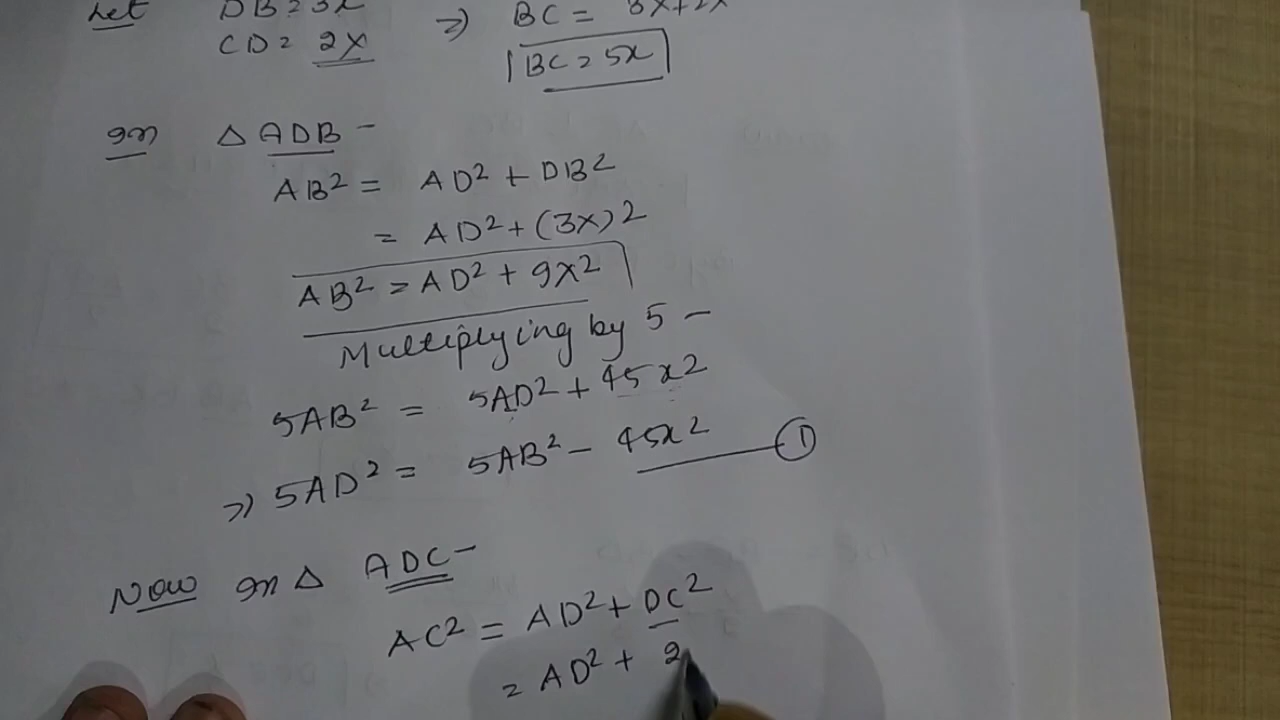 Let DB = 3x
CD = 2x ⇒ BC = 3x+2x
BC = 5x
In △ ADB –
AB² = AD² + DB²
= AD² + (3x)²
AB² = AD² + 9x²
Multiplying by 5 –
5AB² = 5AD² + 45x²
⇒ 5AD² = 5AB² – 45x² ①
Now In △ ADC –
AC² = AD² + DC²
= AD² + 2